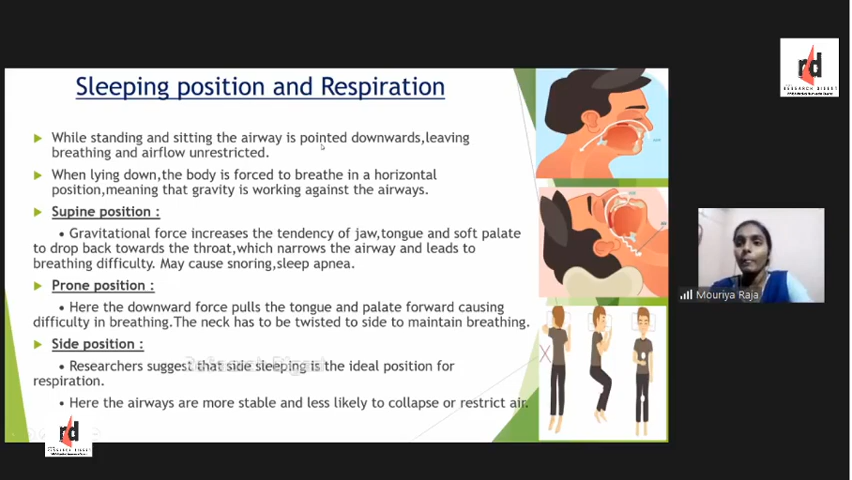 Sleeping position and Respiration
While standing and sitting the airway is pointed downwards,leaving
breathing and airflow unrestricted.
When lying down,the body is forced to breathe in a horizontal
position,meaning that gravity is working against the airways.
Supine position :
• Gravitational force increases the tendency of jaw,tongue and soft palate
to drop back towards the throat,which narrows the airway and leads to
breathing difficulty. May cause snoring,sleep apnea.
Prone position :
• Here the downward force pulls the tongue and palate forward causing
difficulty in breathing.The neck has to be twisted to side to maintain breathing.
Side position :
• Researchers suggest that side sleeping is the ideal position for
respiration.
• Here the airways are more stable and less likely to collapse or restrict air.
rd
RESEARCH DIGEST
Mouriya Raja
rd
RESEARCH DIGEST